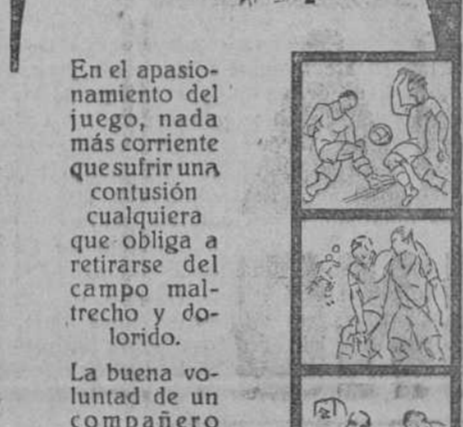 En el apasio-
namiento del
juego, nada
más corriente
que sufrir una
contusión
cualquiera
que obliga a
retirarse del
campo mal-
trecho y do-
lorido.
La buena vo-
luntad de un
compañero